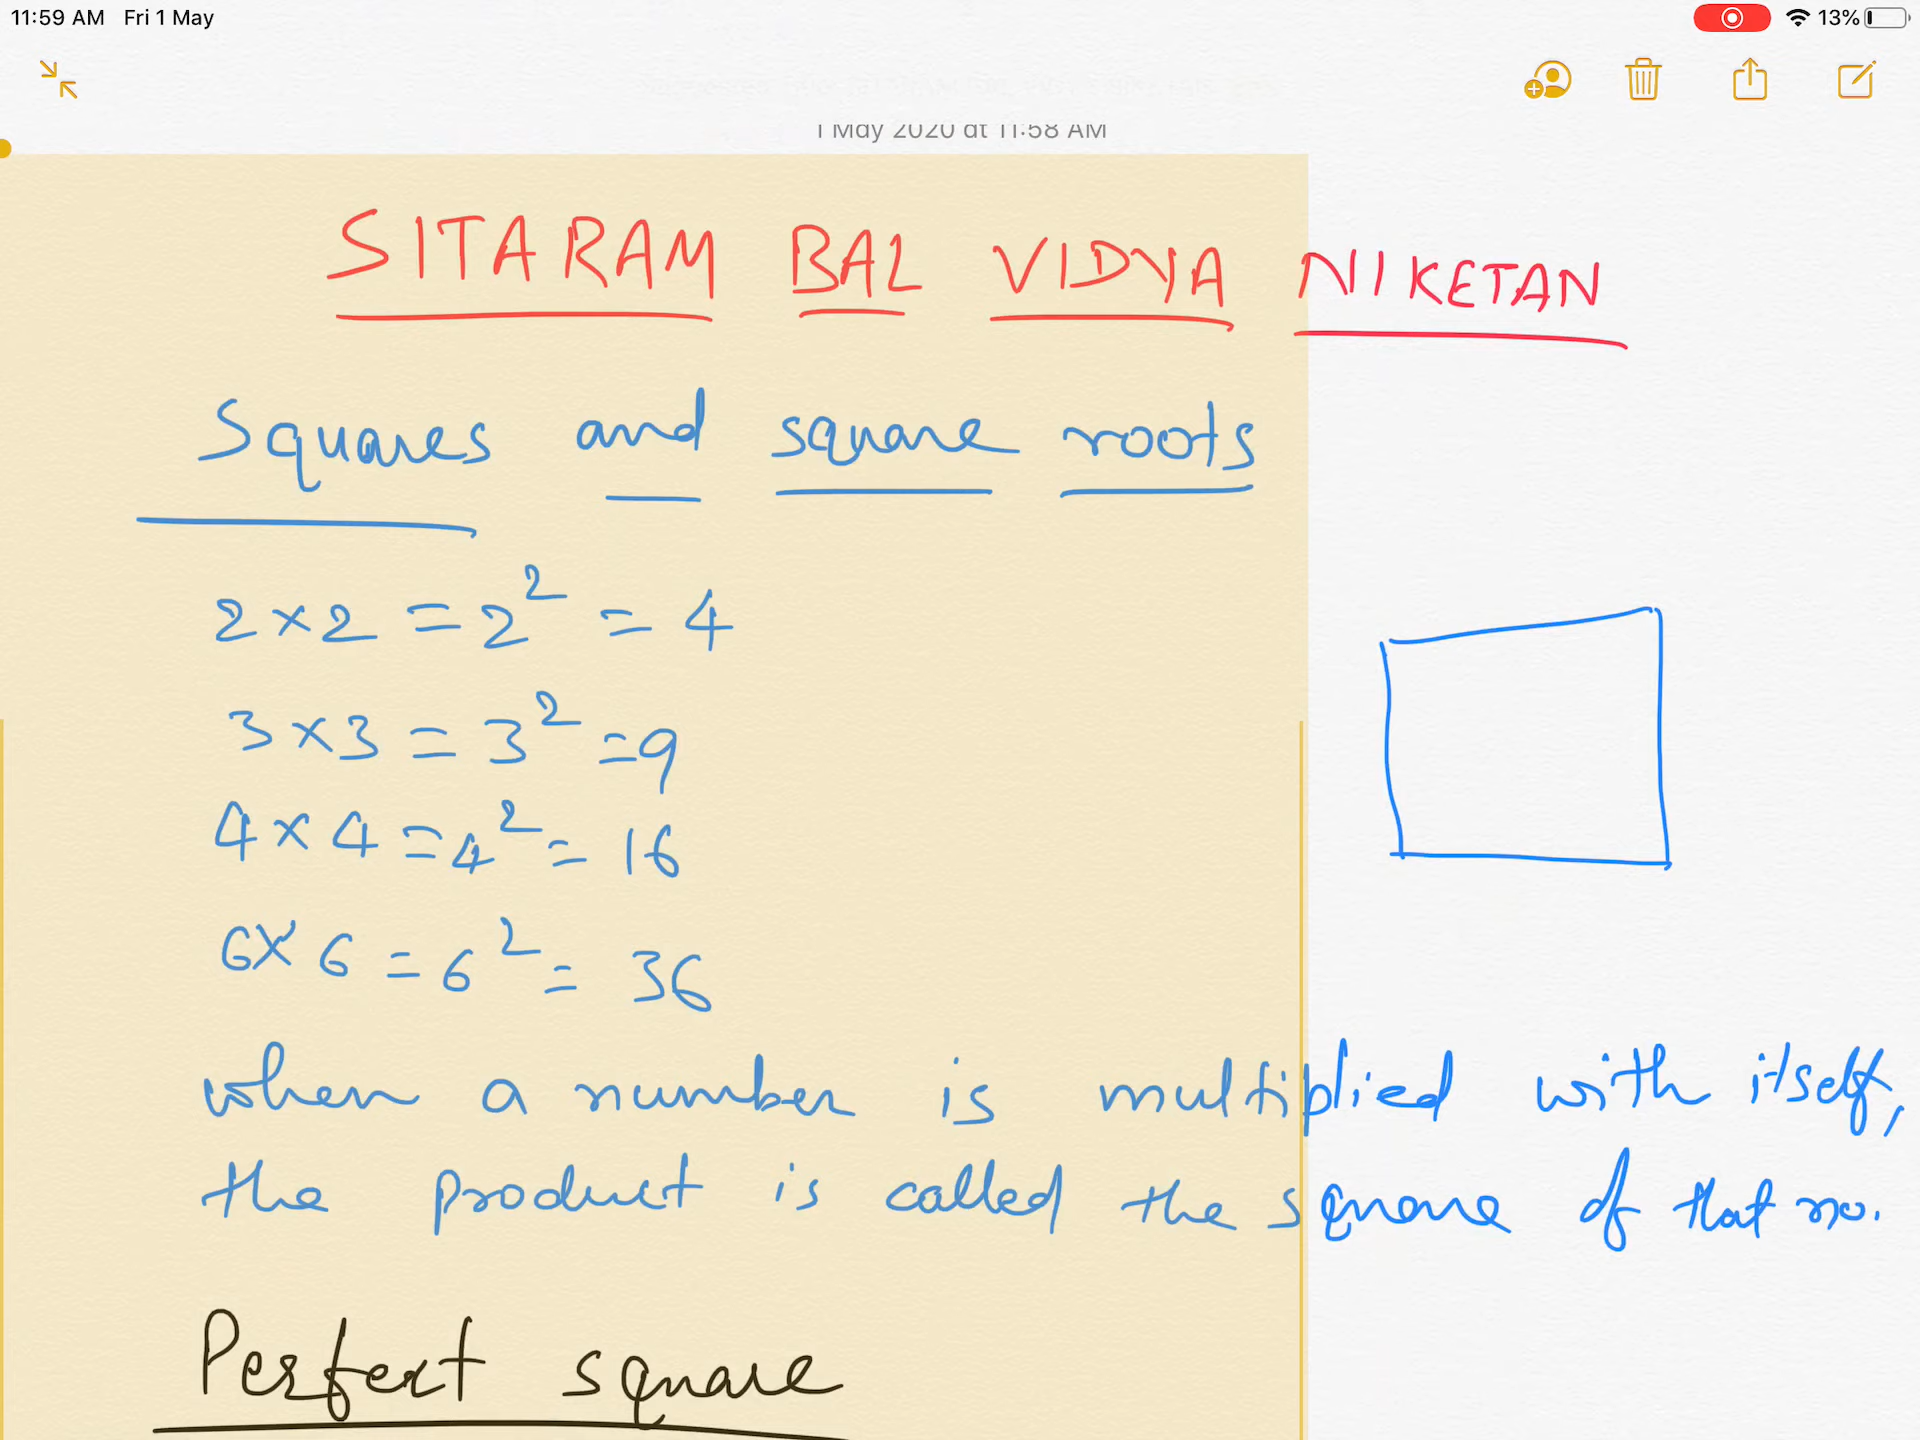 11:59 AM Fri 1 May 13%
1 May 2020 at 11:58 AM
SITARAM BAL VIDYA NIKETAN
Squares and square roots
2 × 2 = 2² = 4
3 × 3 = 3² = 9
4 × 4 = 4² = 16
6 × 6 = 6² = 36
when a number is multiplied with itself,
the product is called the square of that no.
Perfect square